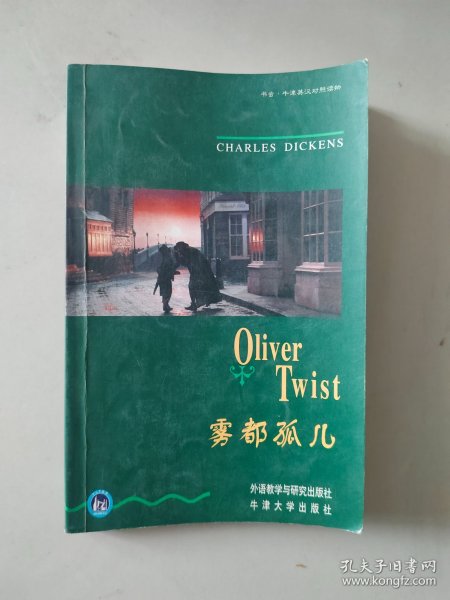 书虫·牛津英汉对照读物
CHARLES DICKENS
Oliver
Twist
雾都孤儿
外语教学与研究出版社
牛津大学出版社
孔夫子旧书网
www.kongfz.com